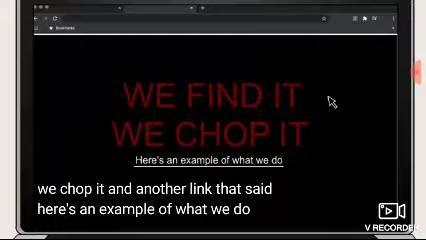 Bookmarks
WE FIND IT
WE CHOP IT
Here's an example of what we do
we chop it and another link that said
here's an example of what we do
V RECORDER